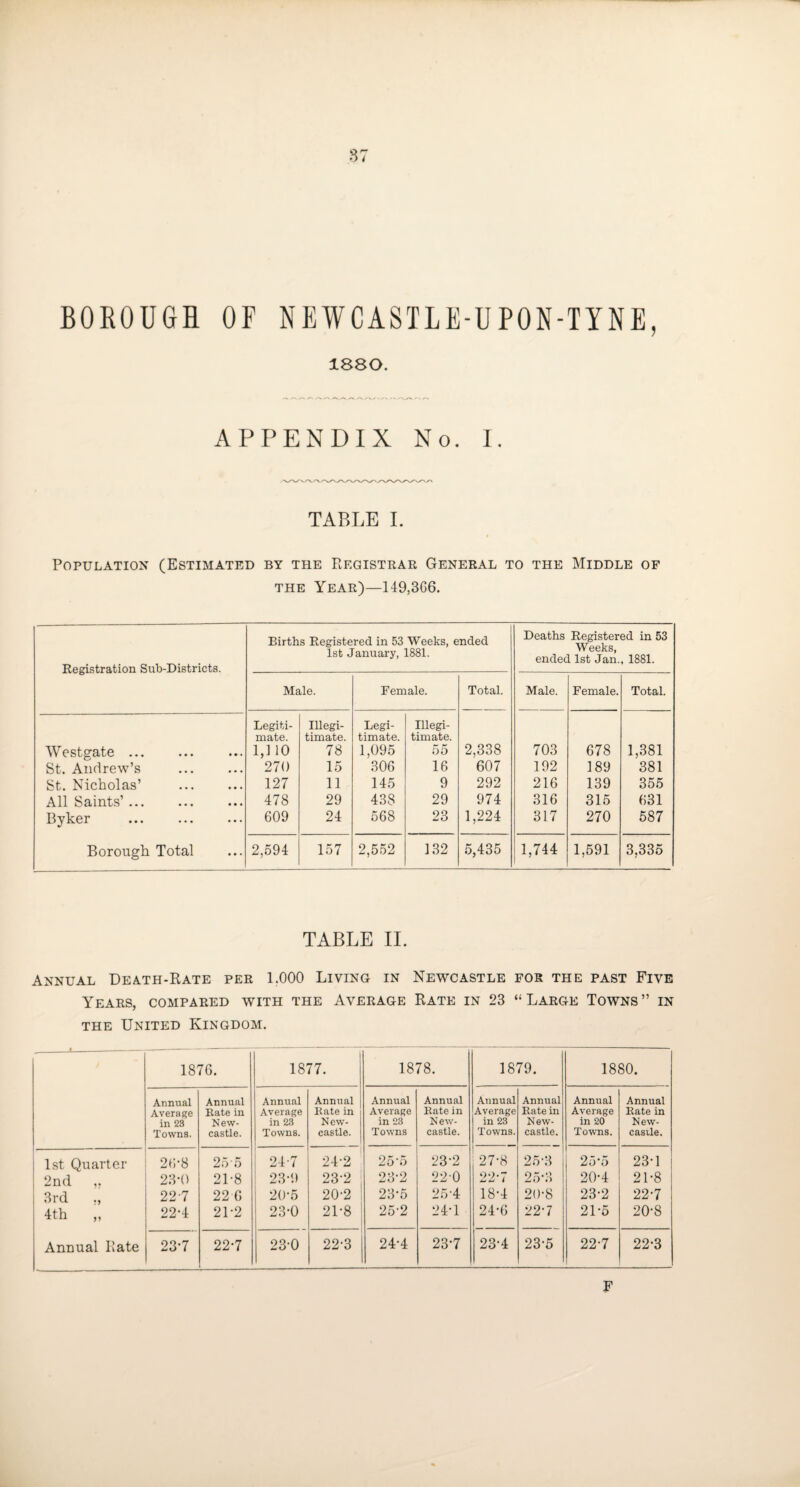 37
BOROUGH OF NEWCASTLE-UPON-TYNE,
1880.
APPENDIX No. I.
TABLE I.
Population (Estimated by the Registrar General to the Middle of
the Year)—149,366.
Registration Sub-Districts. | Births Registered in 53 Weeks, ended 1st January, 1881. | Deaths Registered in 53 Weeks, ended 1st Jan., 1881.
Male. | Female. | Total. | Male. | Female. | Total.
Legiti-mate. | Illegi-timate. | Legi-timate. | Illegi-timate.
Westgate ... ... ... | 1,110 | 78 | 1,095 | 55 | 2,338 | 703 | 678 | 1,381
St. Andrew's ... ... | 270 | 15 | 306 | 16 | 607 | 192 | 189 | 381
St. Nicholas' ... ... | 127 | 11 | 145 | 9 | 292 | 216 | 139 | 355
All Saints' ... ... ... | 478 | 29 | 438 | 29 | 974 | 316 | 315 | 631
Byker ... ... ... | 609 | 24 | 568 | 23 | 1,224 | 317 | 270 | 587
Borough Total ... | 2,594 | 157 | 2,552 | 132 | 5,435 | 1,744 | 1,591 | 3,335
TABLE II.
Annual Death-Rate per 1,000 Living in Newcastle for the past Five
Years, compared with the Average Rate in 23 "Large Towns" in
the United Kingdom.
1876. | 1877. | 1878. | 1879. | 1880.
Annual Average in 23 Towns. | Annual Rate in New-castle. | Annual Average in 23 Towns. | Annual Rate in New-castle. | Annual Average in 23 Towns | Annual Rate in New-castle. | Annual Average in 23 Towns. | Annual Rate in New-castle. | Annual Average in 20 Towns. | Annual Rate in New-castle.
1st Quarter | 26·8 | 25 5 | 24·7 | 24·2 | 25·5 | 23·2 | 27·8 | 25·3 | 25·5 | 23·1
2nd ,, | 23·0 | 21·8 | 23·9 | 23·2 | 23·2 | 22 0 | 22·7 | 25·3 | 20·4 | 21·8
3rd ,, | 22·7 | 22 6 | 20·5 | 20·2 | 23·5 | 25·4 | 18·4 | 20·8 | 23·2 | 22·7
4th ,, | 22·4 | 21·2 | 23·0 | 21·8 | 25·2 | 24·1 | 24·6 | 22·7 | 21·5 | 20·8
Annual Rate | 23·7 | 22·7 | 23·0 | 22·3 | 24·4 | 23·7 | 23·4 | 23·5 | 22·7 | 22·3
F